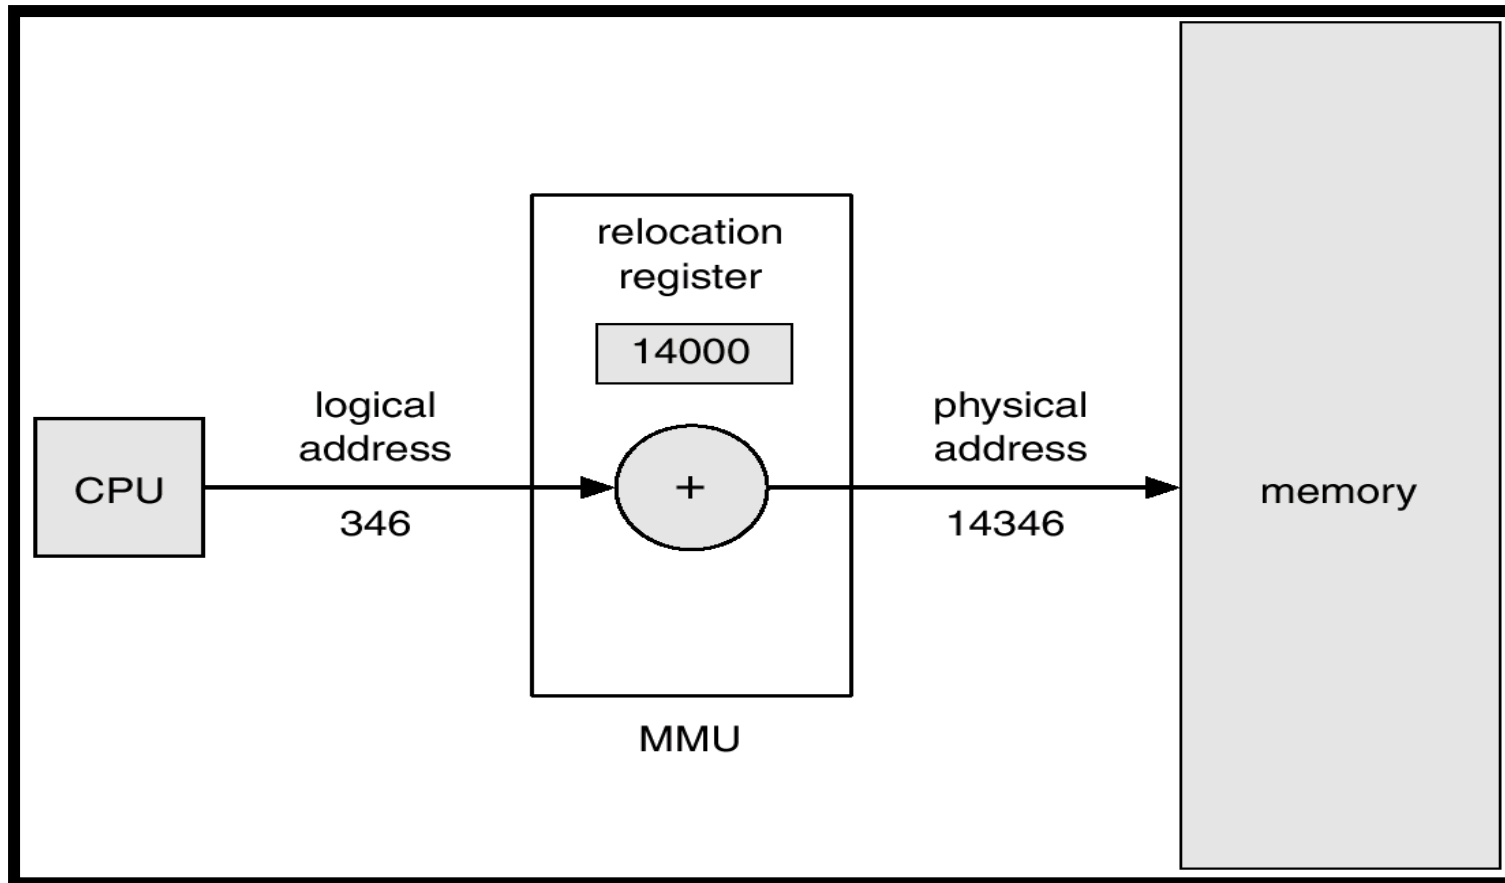 relocation
register
14000
logical
address
physical
address
CPU
+
memory
346
14346
MMU